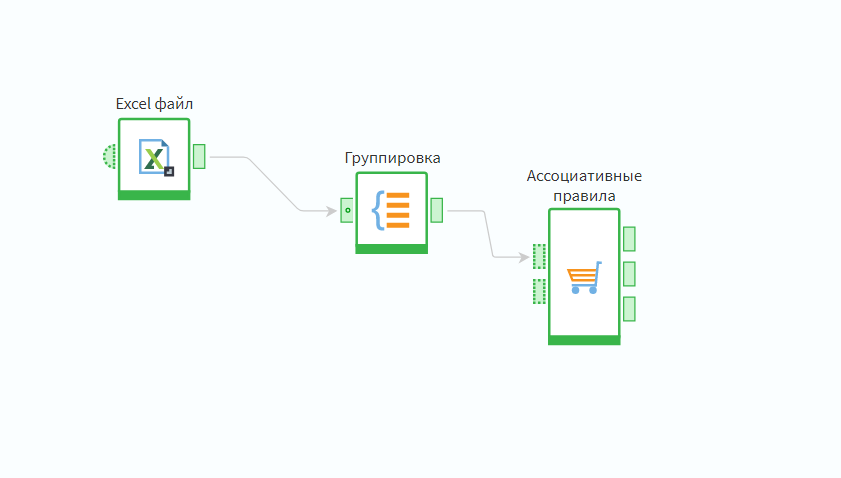 Excel файл
Группировка
Ассоциативные
правила